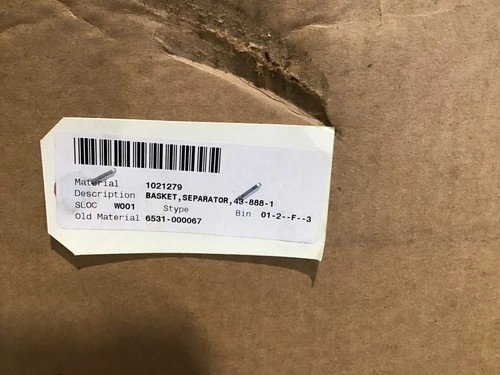 Material 1021279
Description BASKET,SEPARATOR,43-888-1
SLOC W001 Stype Bin 01-2--F--3
Old Material 6531-000067